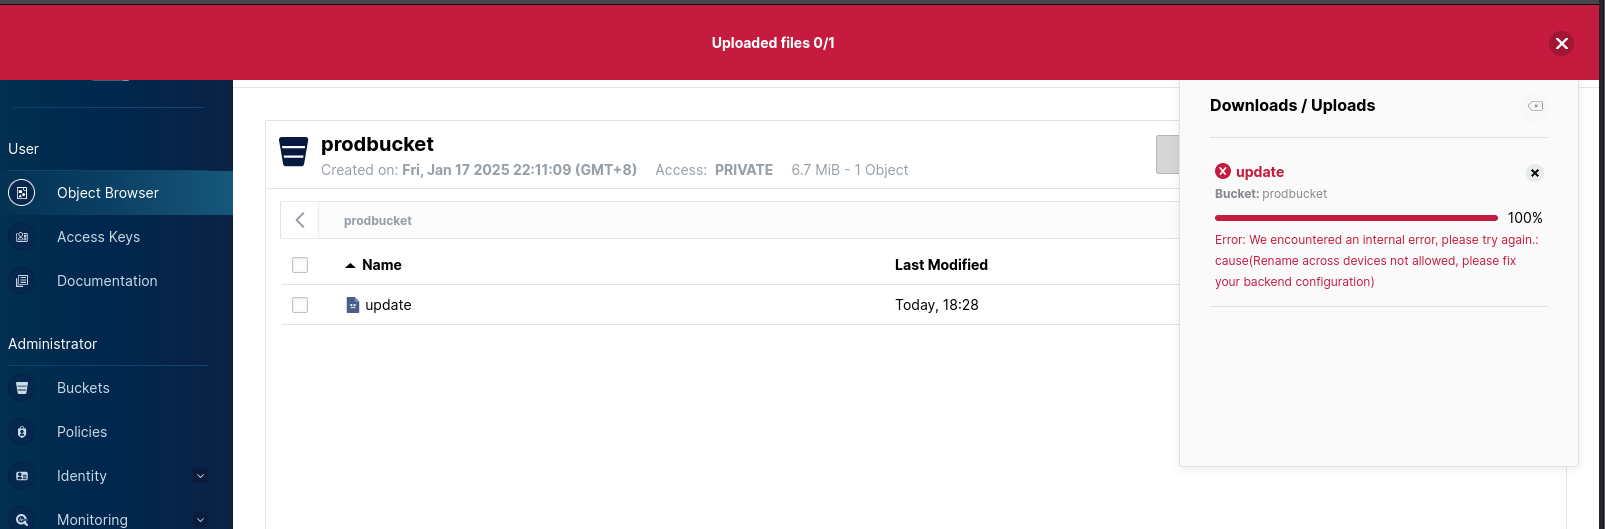 Uploaded files 0/1
User
Object Browser
Access Keys
Documentation
Administrator
Buckets
Policies
Identity
Monitoring
prodbucket
Created on: Fri, Jan 17 2025 22:11:09 (GMT+8) Access: PRIVATE 6.7 MiB - 1 Object
prodbucket
Name Last Modified
update Today, 18:28
Downloads / Uploads
update
Bucket: prodbucket
100%
Error: We encountered an internal error, please try again.:
cause(Rename across devices not allowed, please fix
your backend configuration)